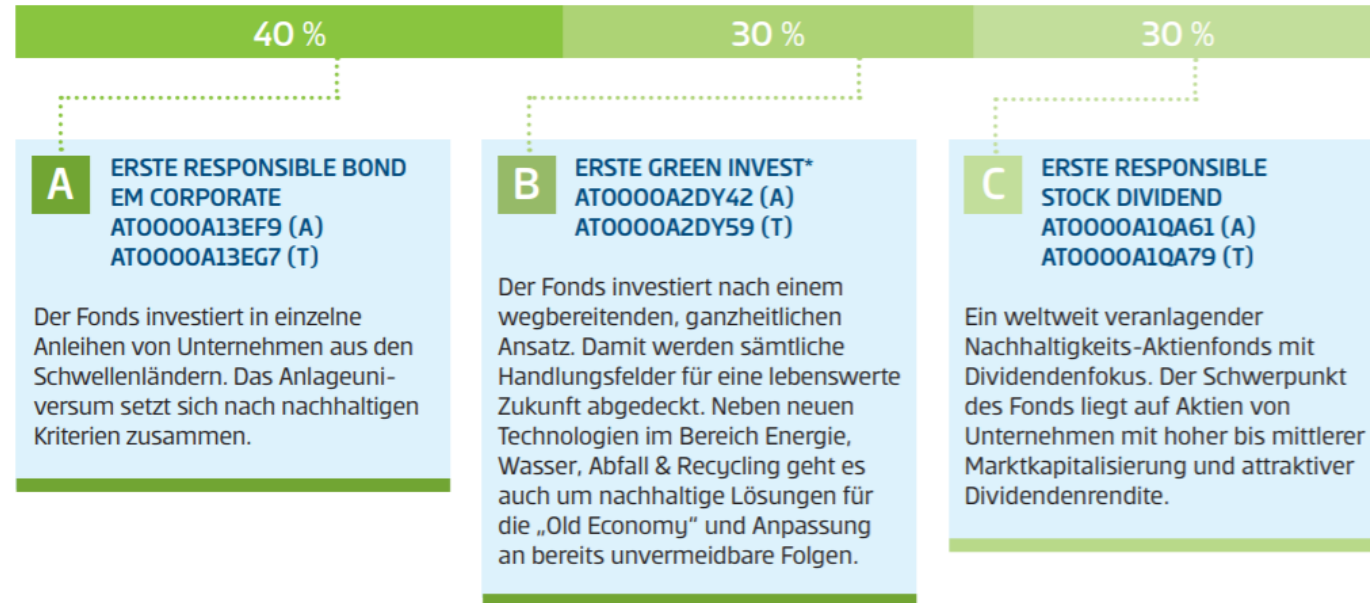 40 %
30 %
30 %
A
ERSTE RESPONSIBLE BOND
EM CORPORATE
AT0000A13EF9 (A)
AT0000A13EG7 (T)
Der Fonds investiert in einzelne
Anleihen von Unternehmen aus den
Schwellenländern. Das Anlageuni-
versum setzt sich nach nachhaltigen
Kriterien zusammen.
B
ERSTE GREEN INVEST*
AT0000A2DY42 (A)
AT0000A2DY59 (T)
Der Fonds investiert nach einem
wegbereitenden, ganzheitlichen
Ansatz. Damit werden sämtliche
Handlungsfelder für eine lebenswerte
Zukunft abgedeckt. Neben neuen
Technologien im Bereich Energie,
Wasser, Abfall & Recycling geht es
auch um nachhaltige Lösungen für
die „Old Economy“ und Anpassung
an bereits unvermeidbare Folgen.
C
ERSTE RESPONSIBLE
STOCK DIVIDEND
AT0000A1QA61 (A)
AT0000A1QA79 (T)
Ein weltweit veranlagender
Nachhaltigkeits-Aktienfonds mit
Dividendenfokus. Der Schwerpunkt
des Fonds liegt auf Aktien von
Unternehmen mit hoher bis mittlerer
Marktkapitalisierung und attraktiver
Dividendenrendite.